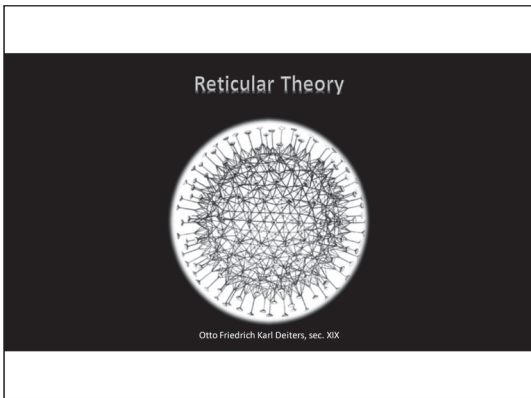 Reticular Theory
Otto Friedrich Karl Deiters, sec. XIX